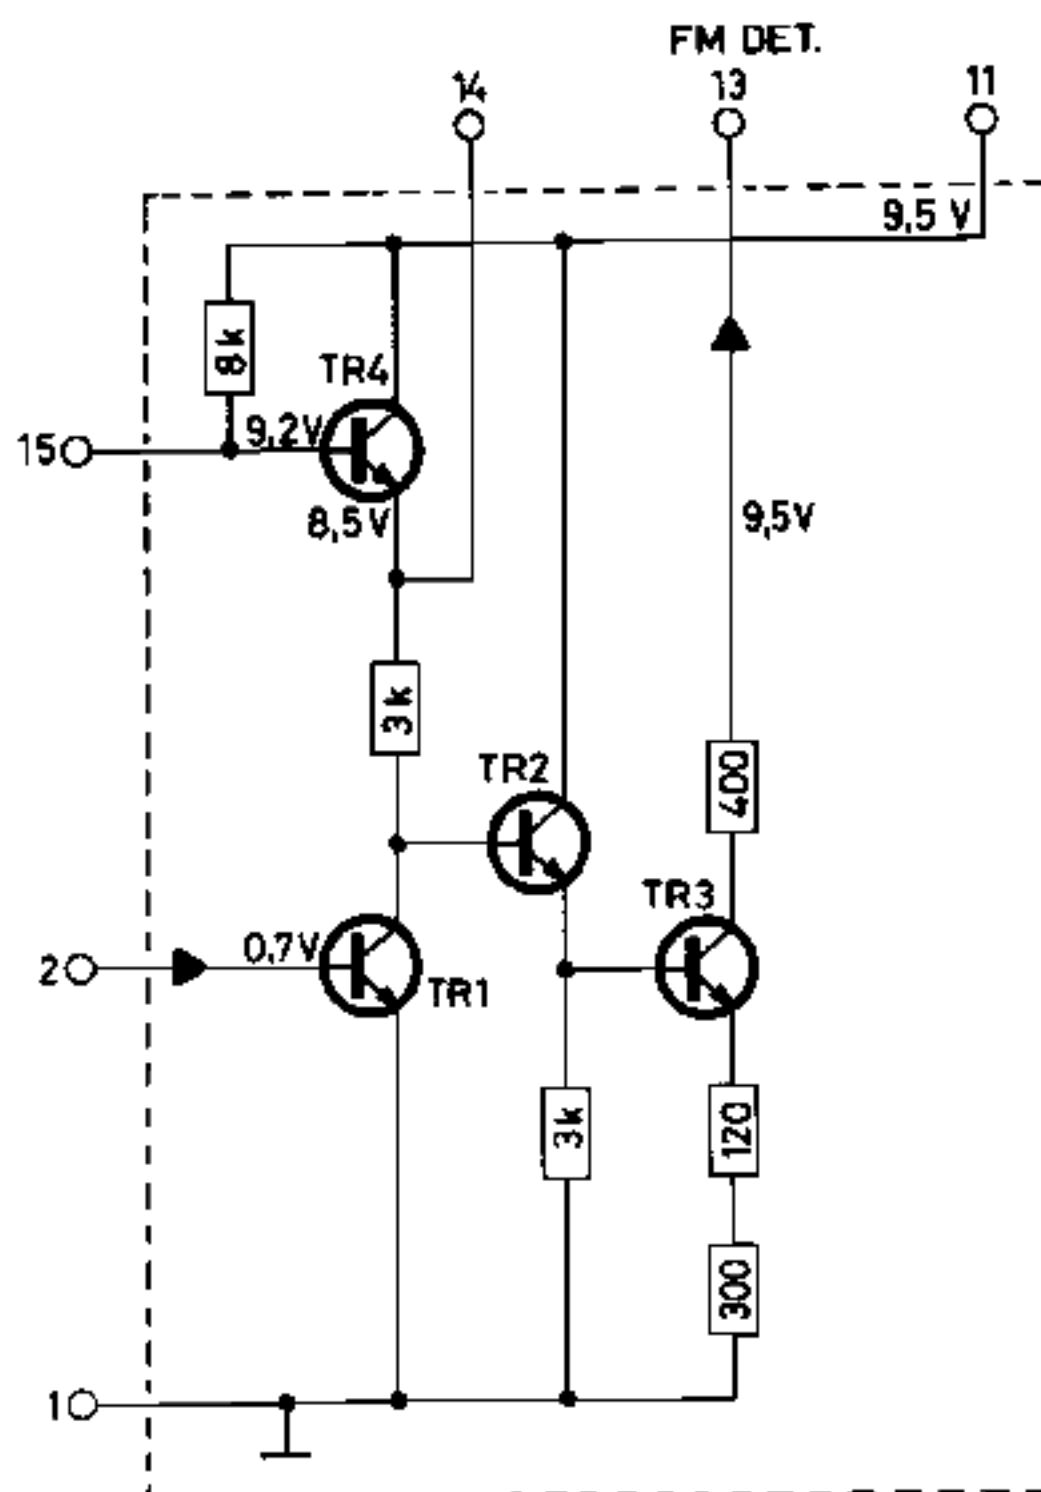 FM DET.
14
13
11
9,5 V
8k
TR4
15
9,2V
8,5V
9,5V
3k
TR2
400
TR3
2
0,7V
TR1
3k
120
300
1